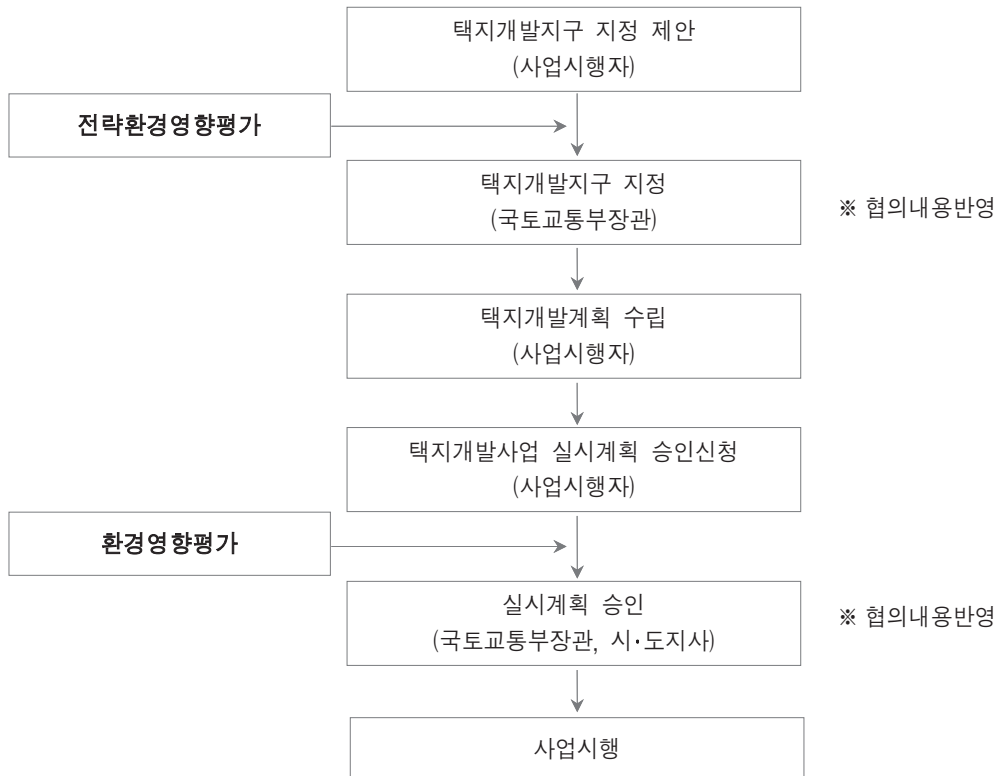 택지개발지구 지정 제안
(사업시행자)
전략환경영향평가
택지개발지구 지정
(국토교통부장관)
※ 협의내용반영
택지개발계획 수립
(사업시행자)
택지개발사업 실시계획 승인신청
(사업시행자)
환경영향평가
실시계획 승인
(국토교통부장관, 시·도지사)
※ 협의내용반영
사업시행